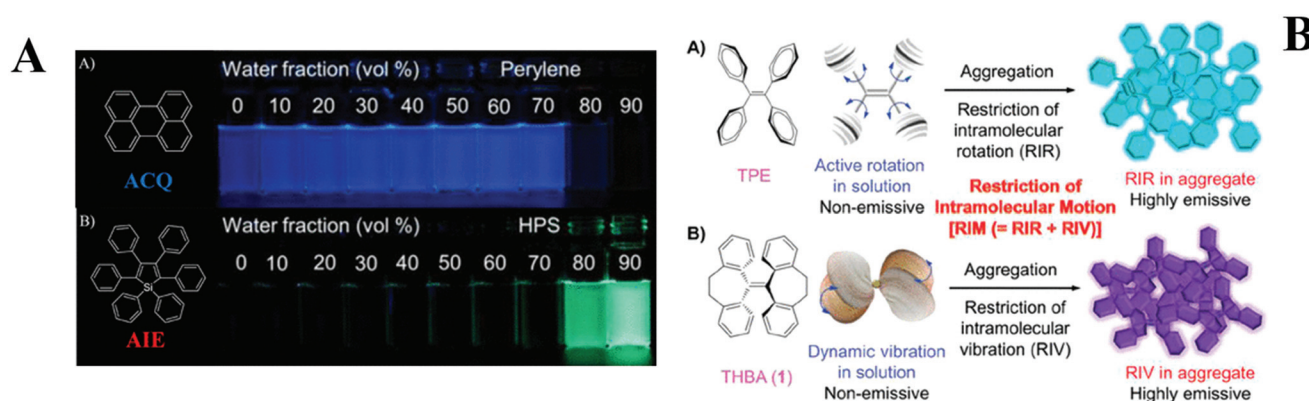 A
A)
Water fraction (vol %) Perylene
0 10 20 30 40 50 60 70 80 90
ACQ
B)
Water fraction (vol %) HPS
0 10 20 30 40 50 60 70 80 90
Si
AIE
B
A)
TPE
Active rotation
in solution
Non-emissive
Aggregation
Restriction of
intramolecular
rotation (RIR)
RIR in aggregate
Highly emissive
Restriction of
Intramolecular Motion
[RIM (= RIR + RIV)]
B)
THBA (1)
Dynamic vibration
in solution
Non-emissive
Aggregation
Restriction of
intramolecular
vibration (RIV)
RIV in aggregate
Highly emissive